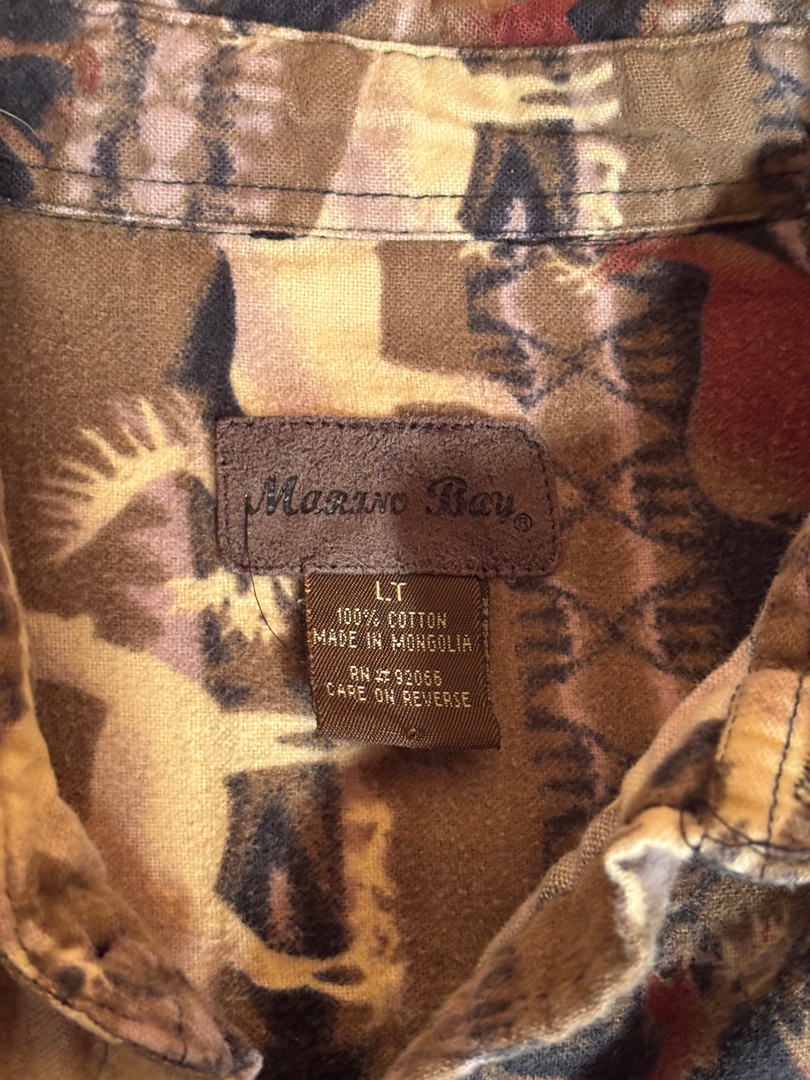 Marino Bay®
LT
100% COTTON
MADE IN MONGOLIA
RN# 92066
CARE ON REVERSE